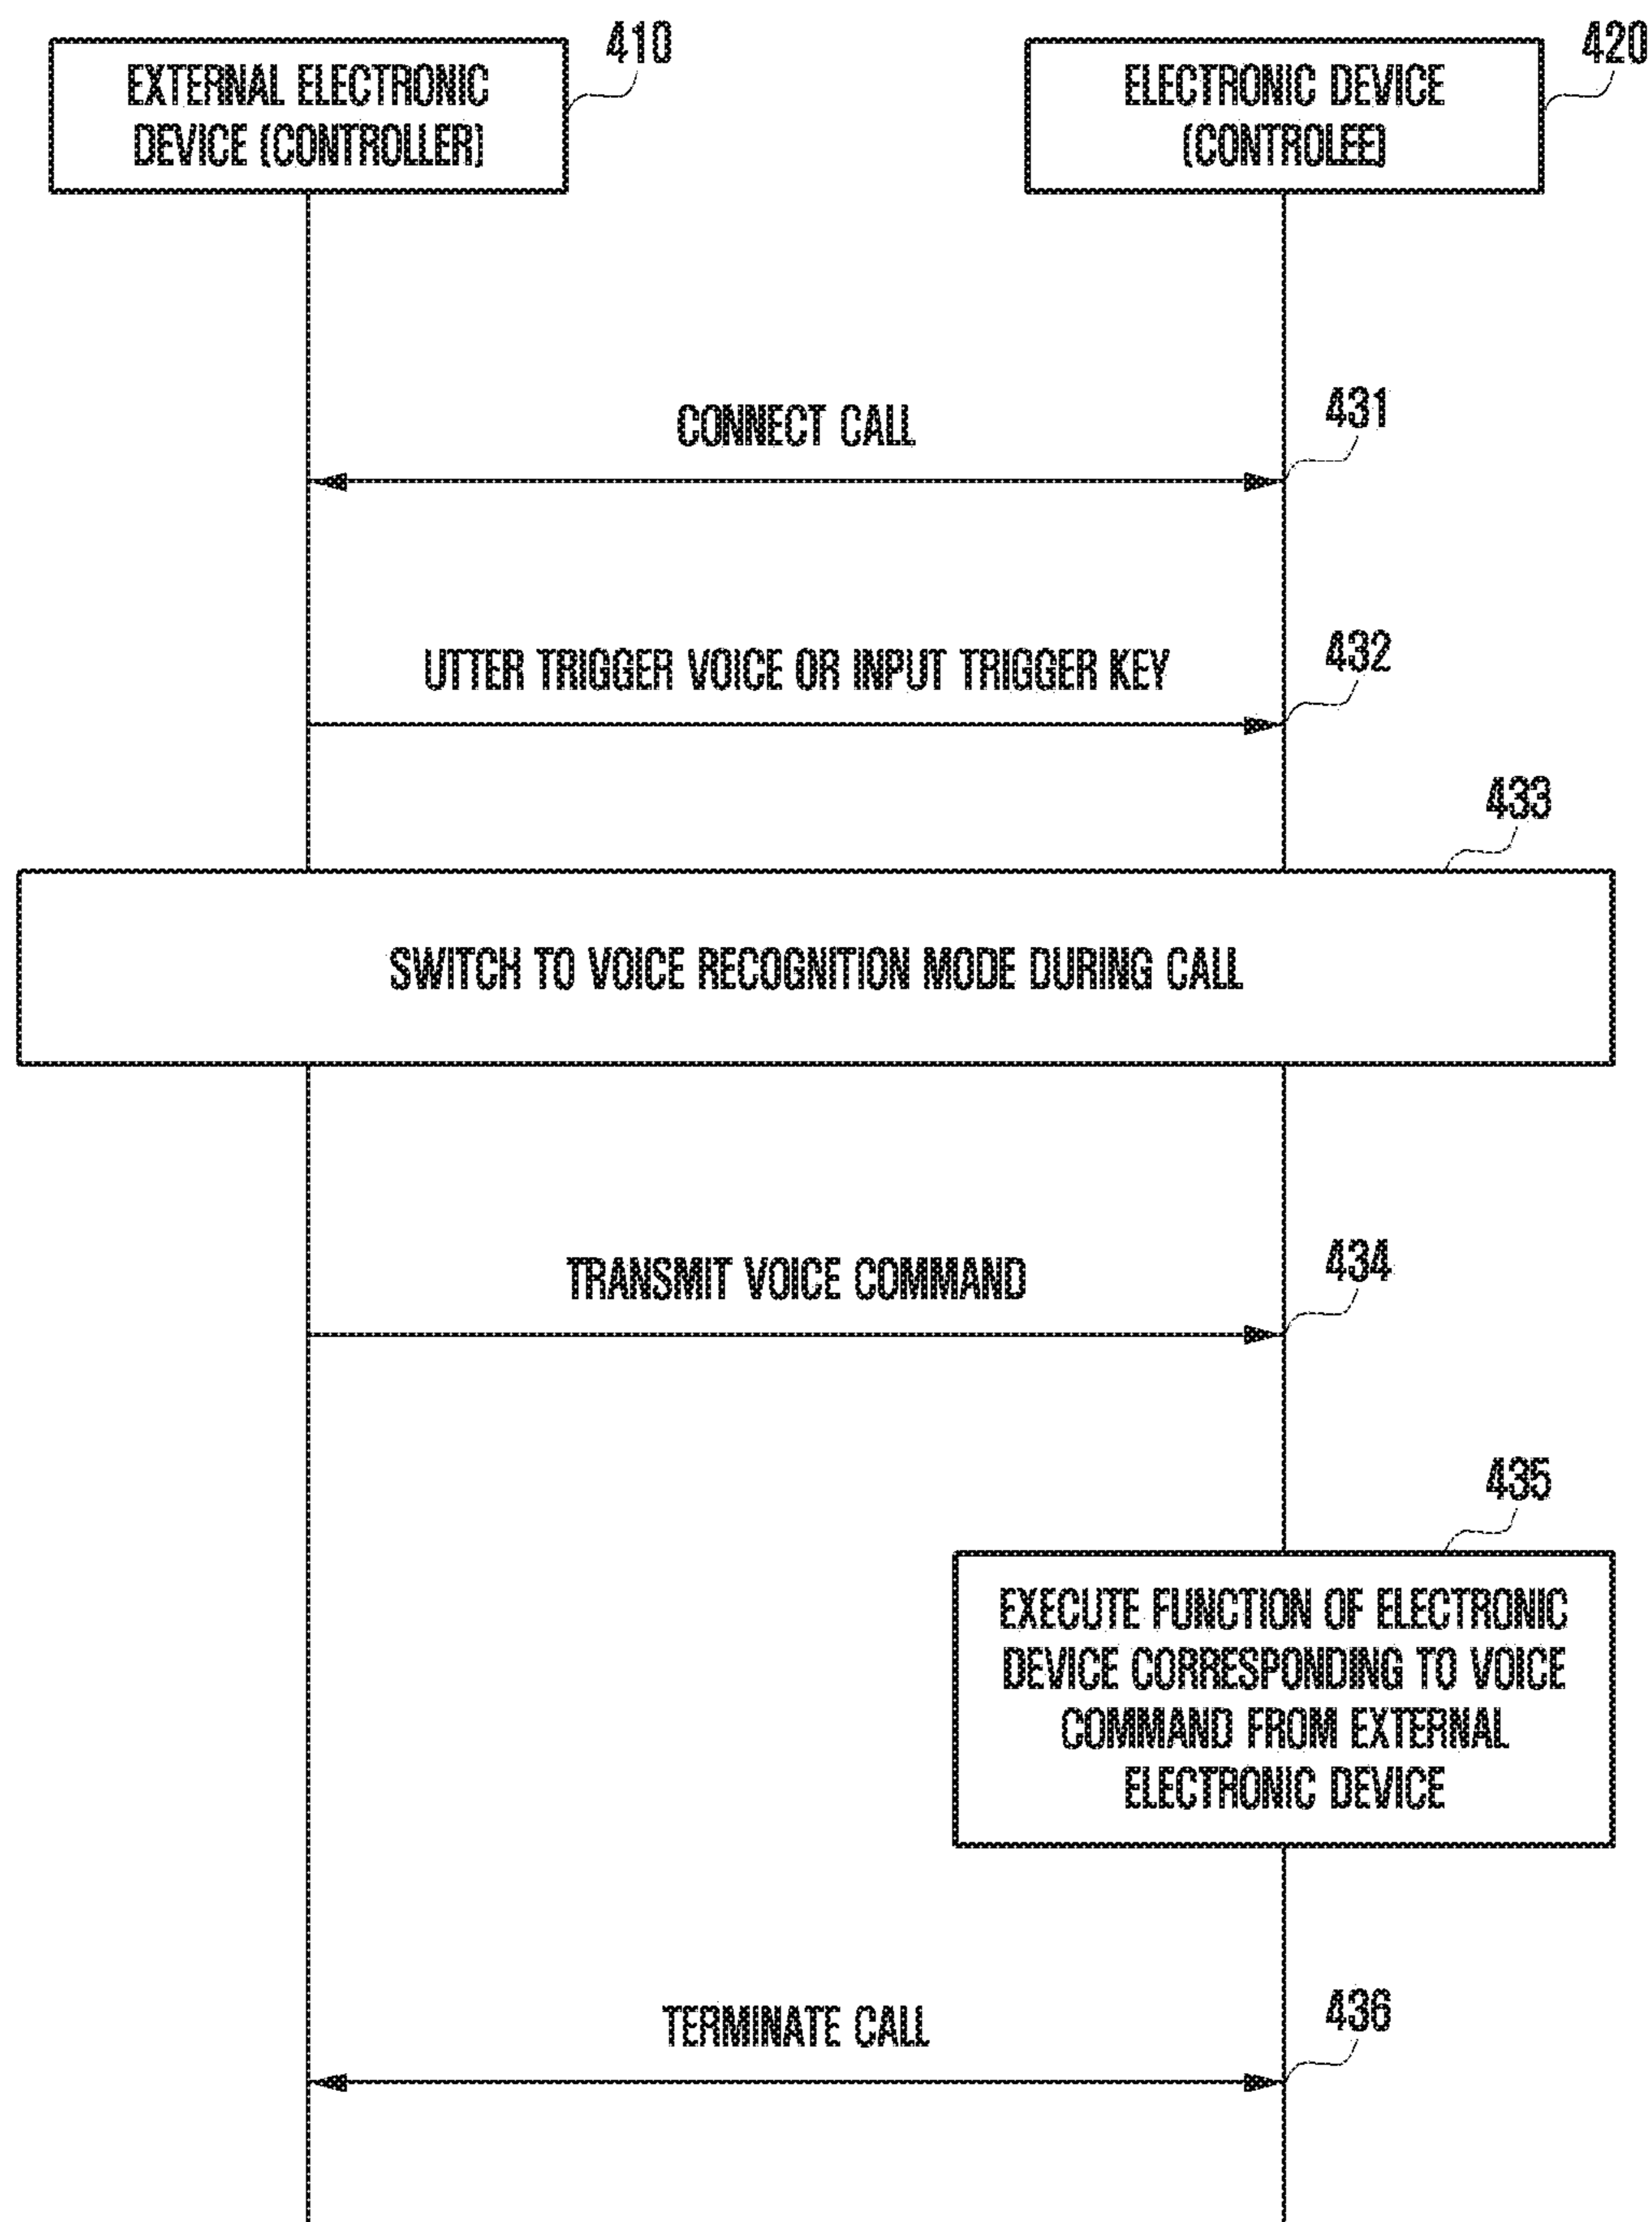 410
EXTERNAL ELECTRONIC
DEVICE (CONTROLLER)
420
ELECTRONIC DEVICE
(CONTROLEE)
431
CONNECT CALL
432
UTTER TRIGGER VOICE OR INPUT TRIGGER KEY
433
SWITCH TO VOICE RECOGNITION MODE DURING CALL
434
TRANSMIT VOICE COMMAND
435
EXECUTE FUNCTION OF ELECTRONIC
DEVICE CORRESPONDING TO VOICE
COMMAND FROM EXTERNAL
ELECTRONIC DEVICE
436
TERMINATE CALL